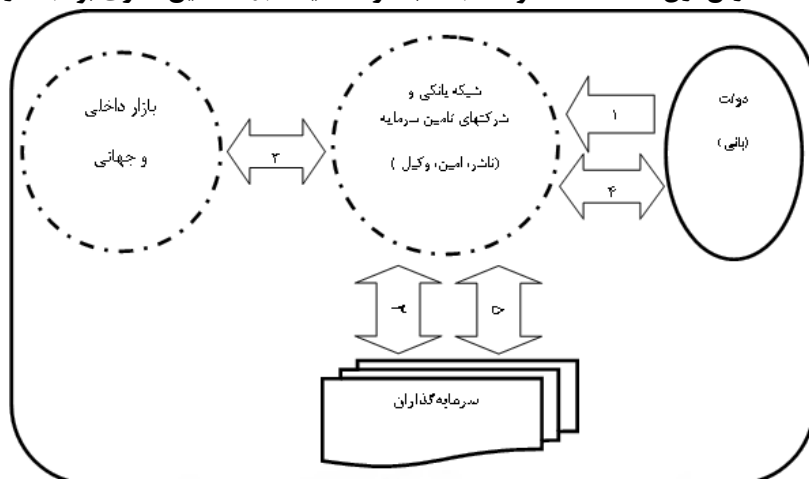 دولت
(بانی)
۱
۴
شبکه بانکی و
شرکتهای تامین سرمایه
(ناشر، امین، وکیل )
۳
بازار داخلی
و جهانی
۲
۵
سرمایه‌گذاران